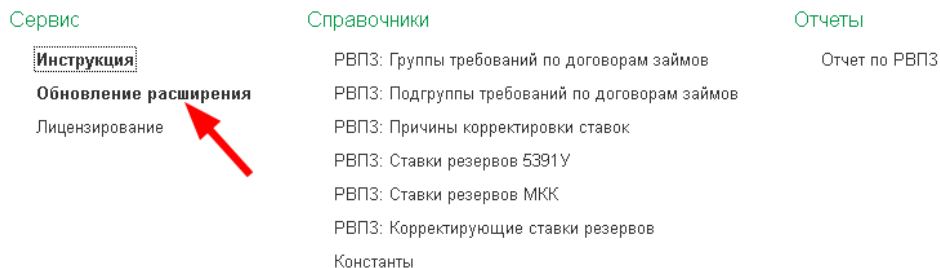 Сервис
Инструкция
Обновление расширения
Лицензирование
Справочники
РВПЗ: Группы требований по договорам займов
РВПЗ: Подгруппы требований по договорам займов
РВПЗ: Причины корректировки ставок
РВПЗ: Ставки резервов 5391У
РВПЗ: Ставки резервов МКК
РВПЗ: Корректирующие ставки резервов
Константы
Отчеты
Отчет по РВПЗ